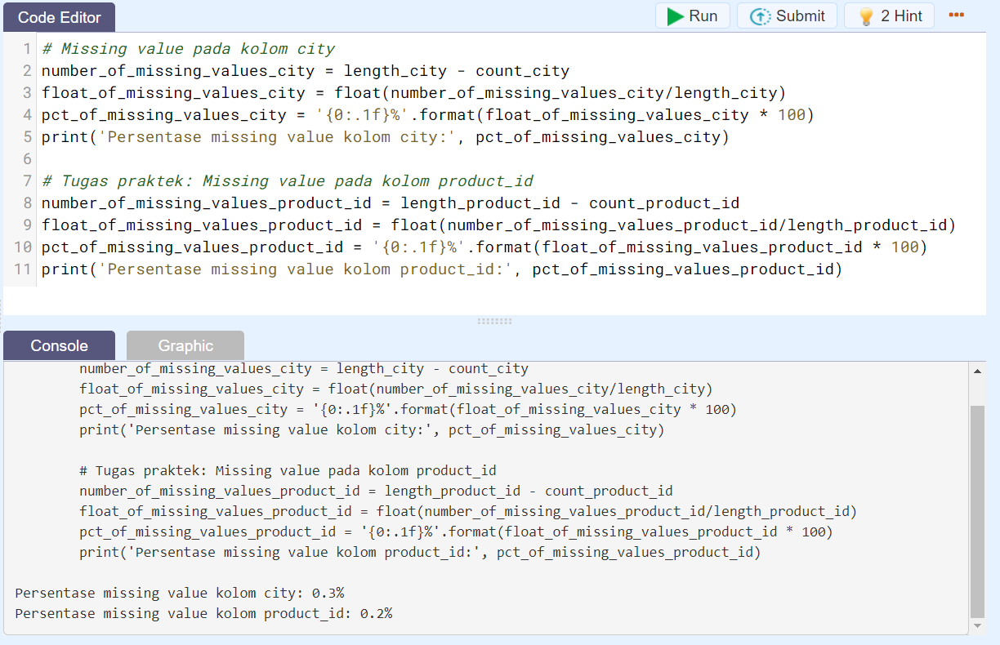 Code Editor
Run
Submit
2 Hint
1 # Missing value pada kolom city
2 number_of_missing_values_city = length_city - count_city
3 float_of_missing_values_city = float(number_of_missing_values_city/length_city)
4 pct_of_missing_values_city = '{0:.1f}%'.format(float_of_missing_values_city * 100)
5 print('Persentase missing value kolom city:', pct_of_missing_values_city)
6
7 # Tugas praktek: Missing value pada kolom product_id
8 number_of_missing_values_product_id = length_product_id - count_product_id
9 float_of_missing_values_product_id = float(number_of_missing_values_product_id/length_product_id)
10 pct_of_missing_values_product_id = '{0:.1f}%'.format(float_of_missing_values_product_id * 100)
11 print('Persentase missing value kolom product_id:', pct_of_missing_values_product_id)
Console
Graphic
number_of_missing_values_city = length_city - count_city
float_of_missing_values_city = float(number_of_missing_values_city/length_city)
pct_of_missing_values_city = '{0:.1f}%'.format(float_of_missing_values_city * 100)
print('Persentase missing value kolom city:', pct_of_missing_values_city)
# Tugas praktek: Missing value pada kolom product_id
number_of_missing_values_product_id = length_product_id - count_product_id
float_of_missing_values_product_id = float(number_of_missing_values_product_id/length_product_id)
pct_of_missing_values_product_id = '{0:.1f}%'.format(float_of_missing_values_product_id * 100)
print('Persentase missing value kolom product_id:', pct_of_missing_values_product_id)
Persentase missing value kolom city: 0.3%
Persentase missing value kolom product_id: 0.2%